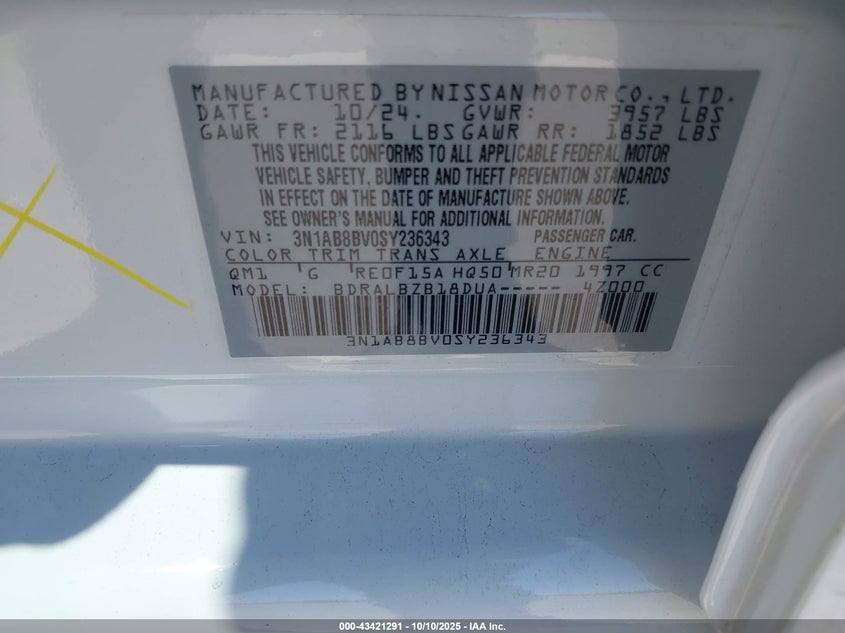 MANUFACTURED BY NISSAN MOTOR CO., LTD.
DATE: 10/24. GVWR: 3957 LBS
GAWR FR: 2116 LBS GAWR RR: 1852 LBS
THIS VEHICLE CONFORMS TO ALL APPLICABLE FEDERAL MOTOR
VEHICLE SAFETY, BUMPER AND THEFT PREVENTION STANDARDS
IN EFFECT ON THE DATE OF MANUFACTURE SHOWN ABOVE.
SEE OWNER'S MANUAL FOR ADDITIONAL INFORMATION.
VIN: 3N1AB8BV0SY236343 PASSENGER CAR.
COLOR TRIM TRANS AXLE ENGINE
QM1 G RE0F15A HQ50 MR20 1997 CC
MODEL: BDRALBZB18DUA----- 4Z000
3N1AB8BV0SY236343
000-43421291 - 10/10/2025 - IAA Inc.